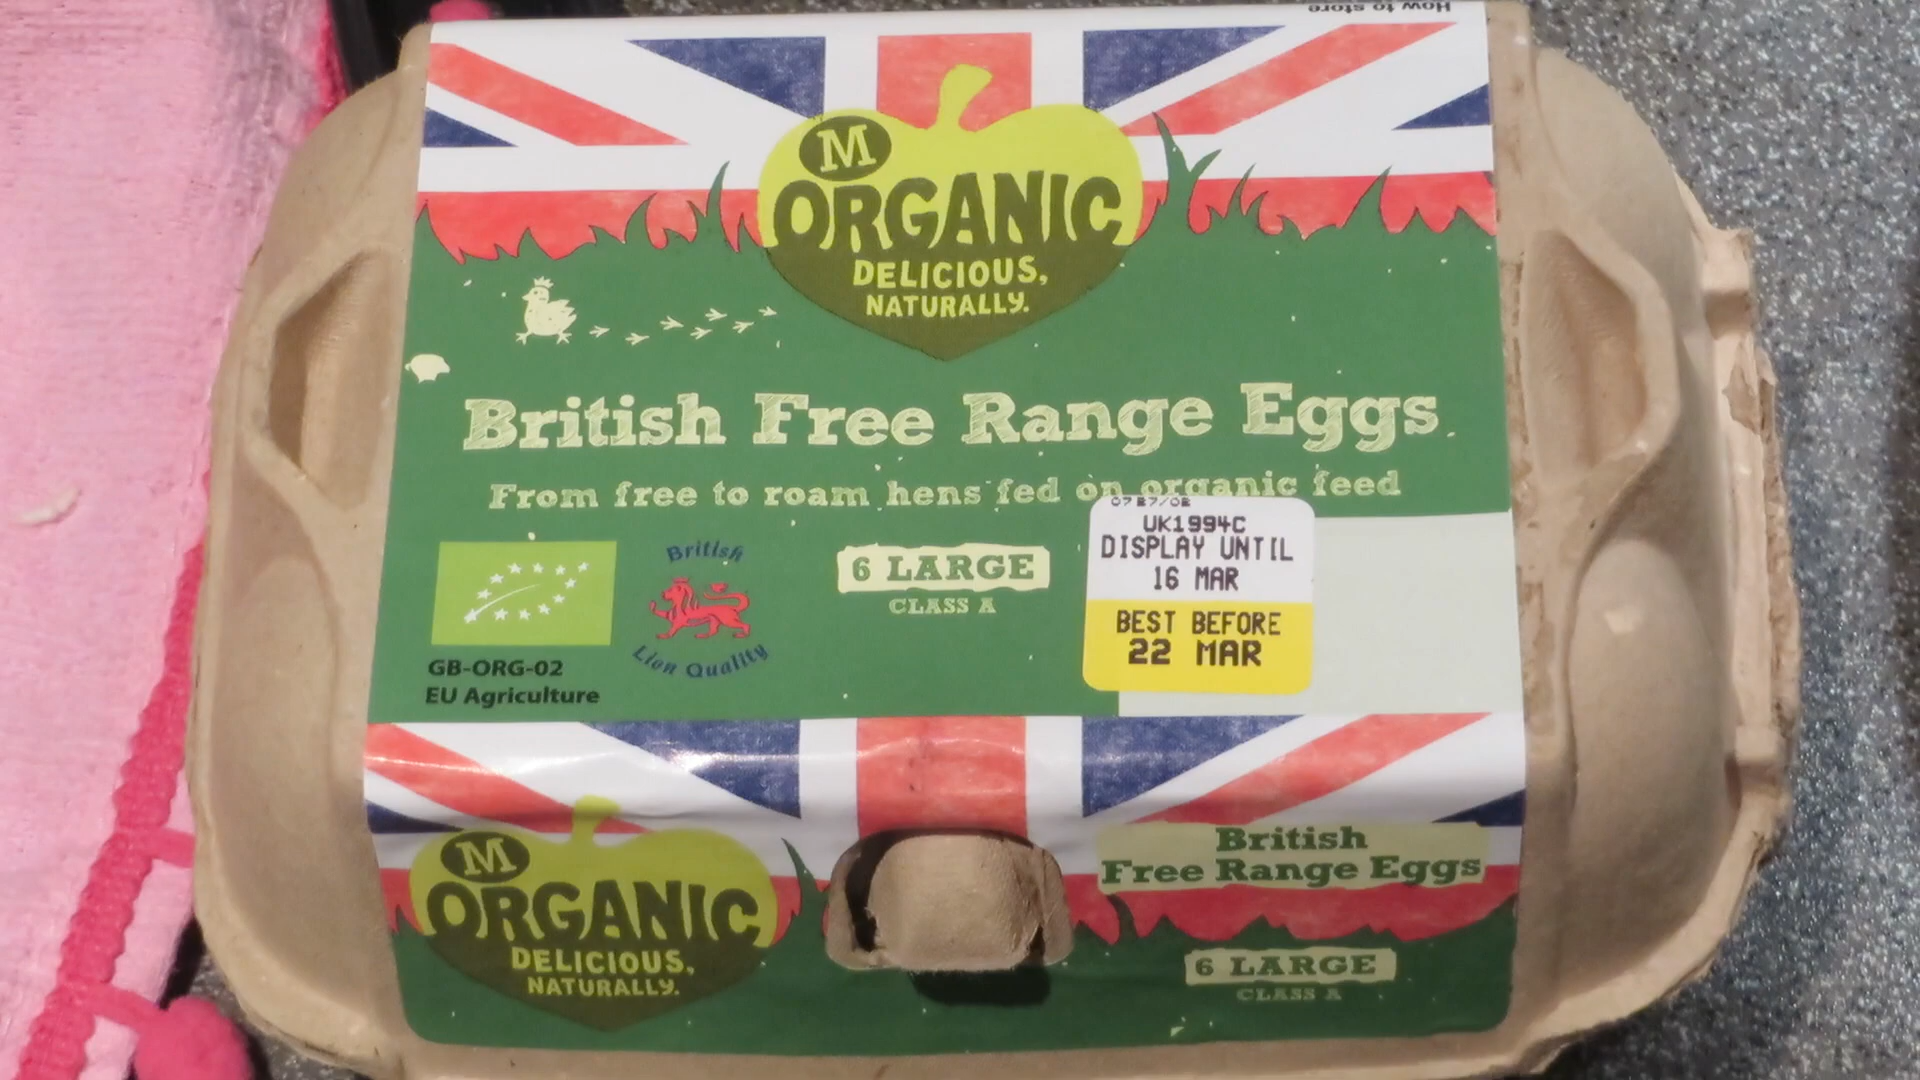 How to store
M
ORGANIC
DELICIOUS,
NATURALLY.
British Free Range Eggs
From free to roam hens fed on organic feed
British
Lion Quality
GB-ORG-02
EU Agriculture
6 LARGE
CLASS A
UK1994C
DISPLAY UNTIL
16 MAR
BEST BEFORE
22 MAR
M
ORGANIC
DELICIOUS,
NATURALLY.
British
Free Range Eggs
6 LARGE
CLASS A